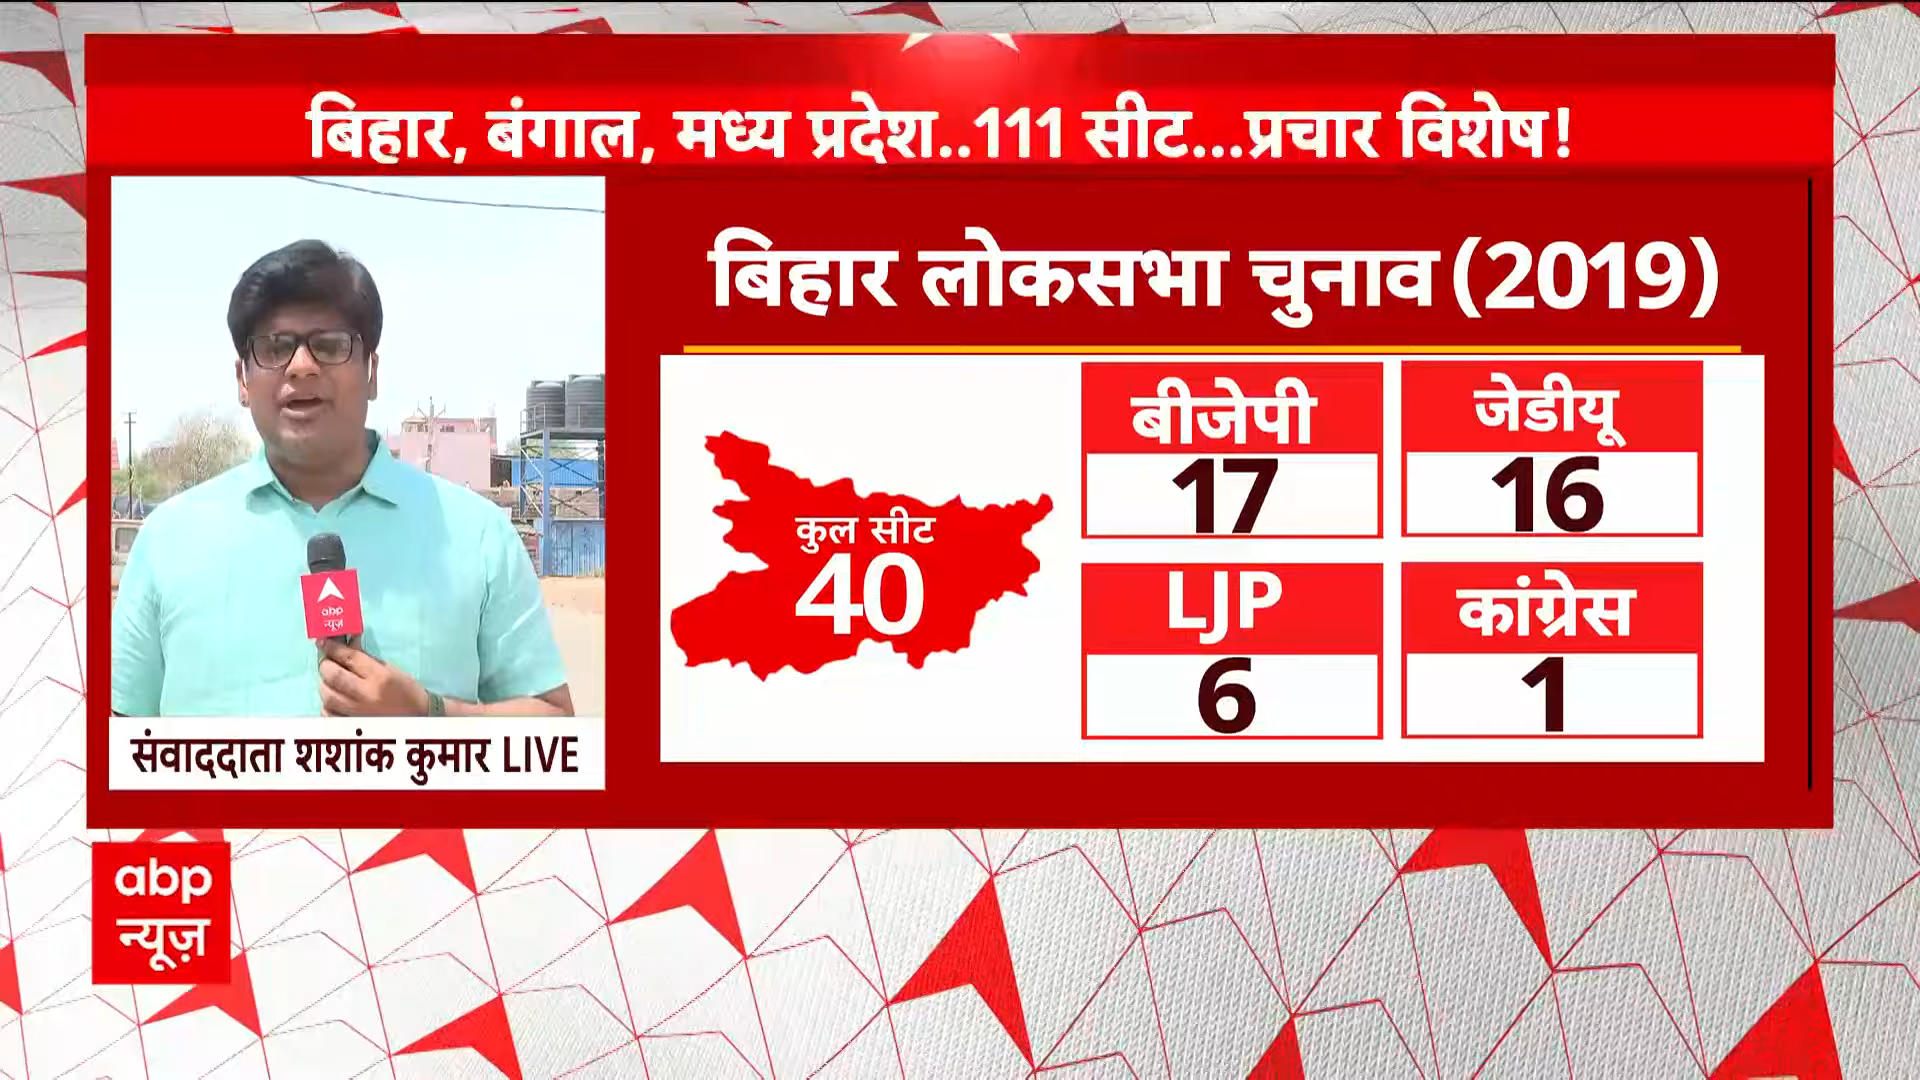 बिहार, बंगाल, मध्य प्रदेश..111 सीट...प्रचार विशेष!
बिहार लोकसभा चुनाव (2019)
कुल सीट
40
बीजेपी
17
जेडीयू
16
LJP
6
कांग्रेस
1
abp
न्यूज़
संवाददाता शशांक कुमार LIVE
abp
न्यूज़